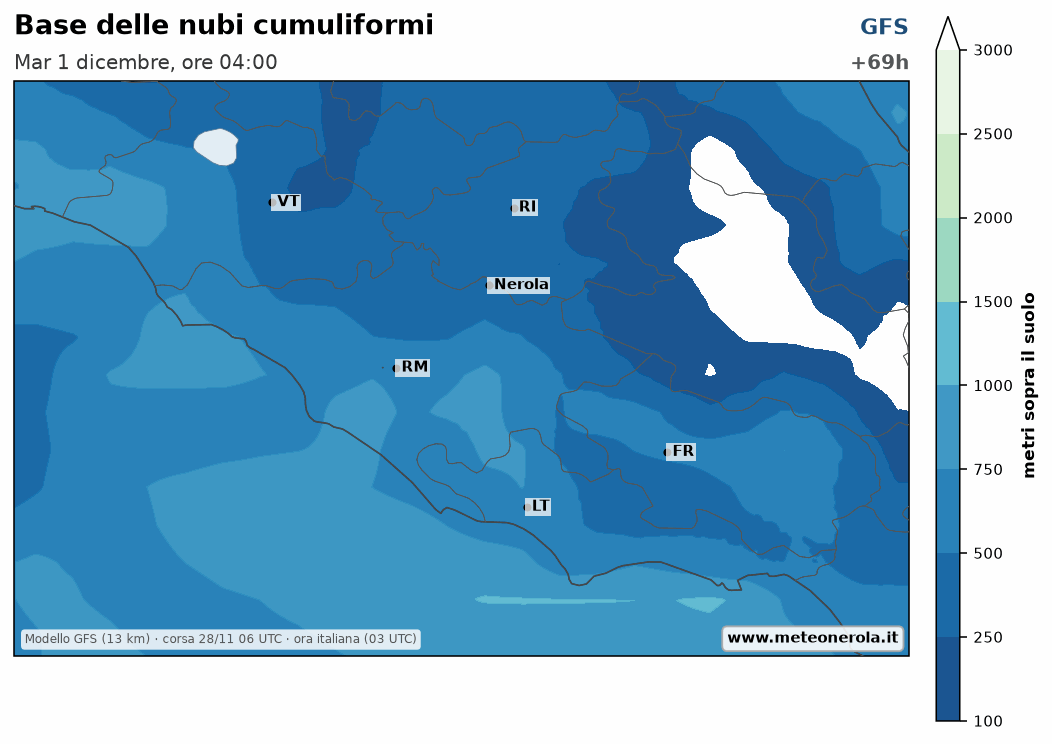 Base delle nubi cumuliformi
GFS
Mar 1 dicembre, ore 04:00
+69h
VT
RI
Nerola
RM
FR
LT
Modello GFS (13 km) · corsa 28/11 06 UTC · ora italiana (03 UTC)
www.meteonerola.it
3000
2500
2000
1500
1000
750
500
250
100
metri sopra il suolo